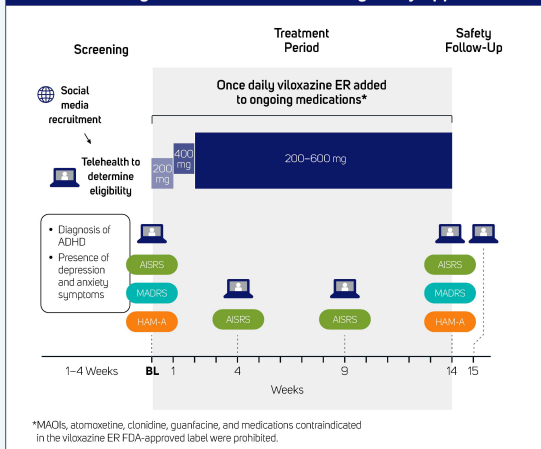 Screening
Treatment
Period
Safety
Follow-Up
Social
media
recruitment
Telehealth to
determine
eligibility
Once daily viloxazine ER added
to ongoing medications*
200
mg
400
mg
200–600 mg
• Diagnosis of
ADHD
• Presence of
depression
and anxiety
symptoms
AISRS
MADRS
HAM-A
AISRS
AISRS
AISRS
MADRS
HAM-A
1–4 Weeks
BL
1
4
9
14
15
Weeks
*MAOIs, atomoxetine, clonidine, guanfacine, and medications contraindicated
in the viloxazine ER FDA-approved label were prohibited.